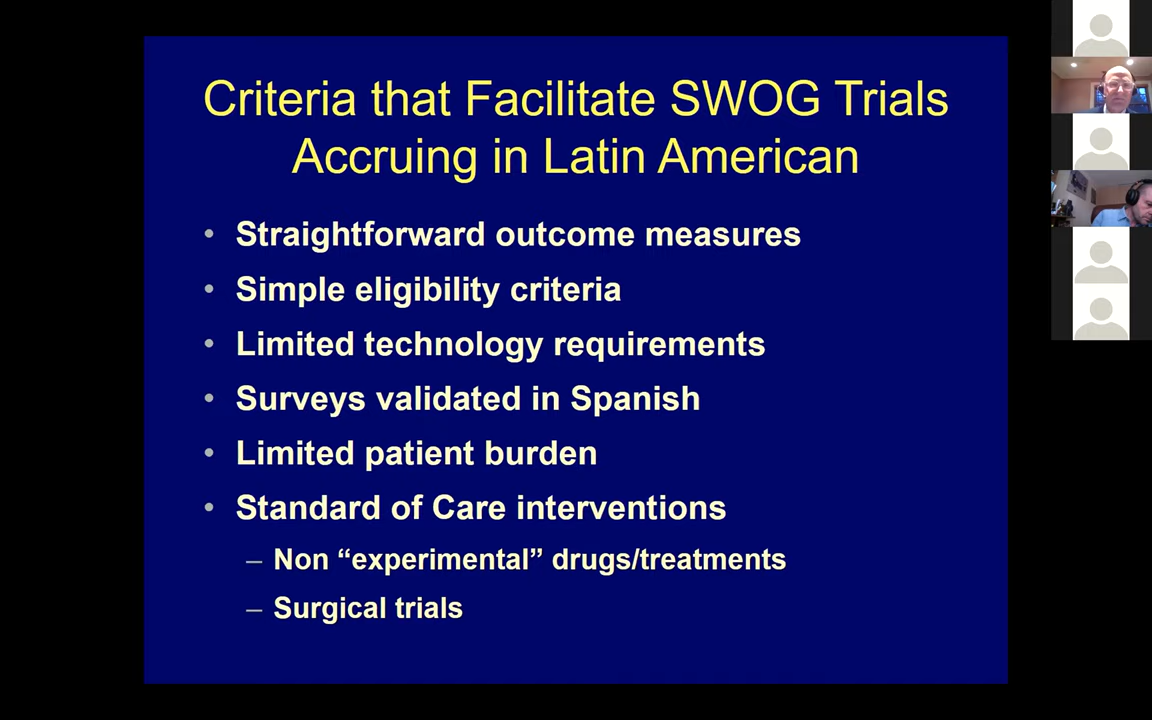 Criteria that Facilitate SWOG Trials
Accruing in Latin American
• Straightforward outcome measures
• Simple eligibility criteria
• Limited technology requirements
• Surveys validated in Spanish
• Limited patient burden
• Standard of Care interventions
– Non “experimental” drugs/treatments
– Surgical trials